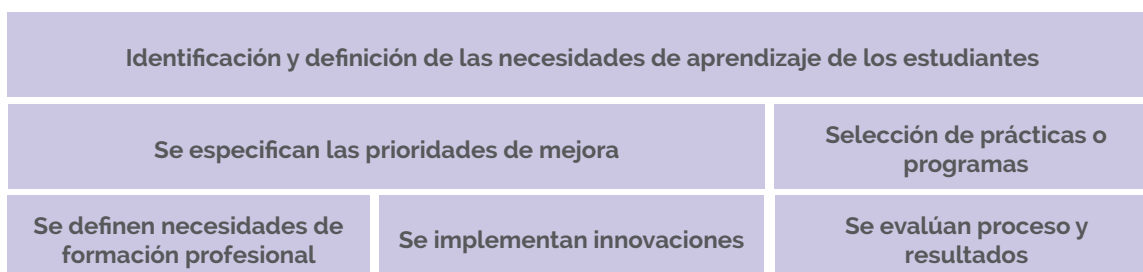 Identificación y definición de las necesidades de aprendizaje de los estudiantes
Se especifican las prioridades de mejora
Selección de prácticas o
programas
Se definen necesidades de
formación profesional
Se implementan innovaciones
Se evalúan proceso y
resultados